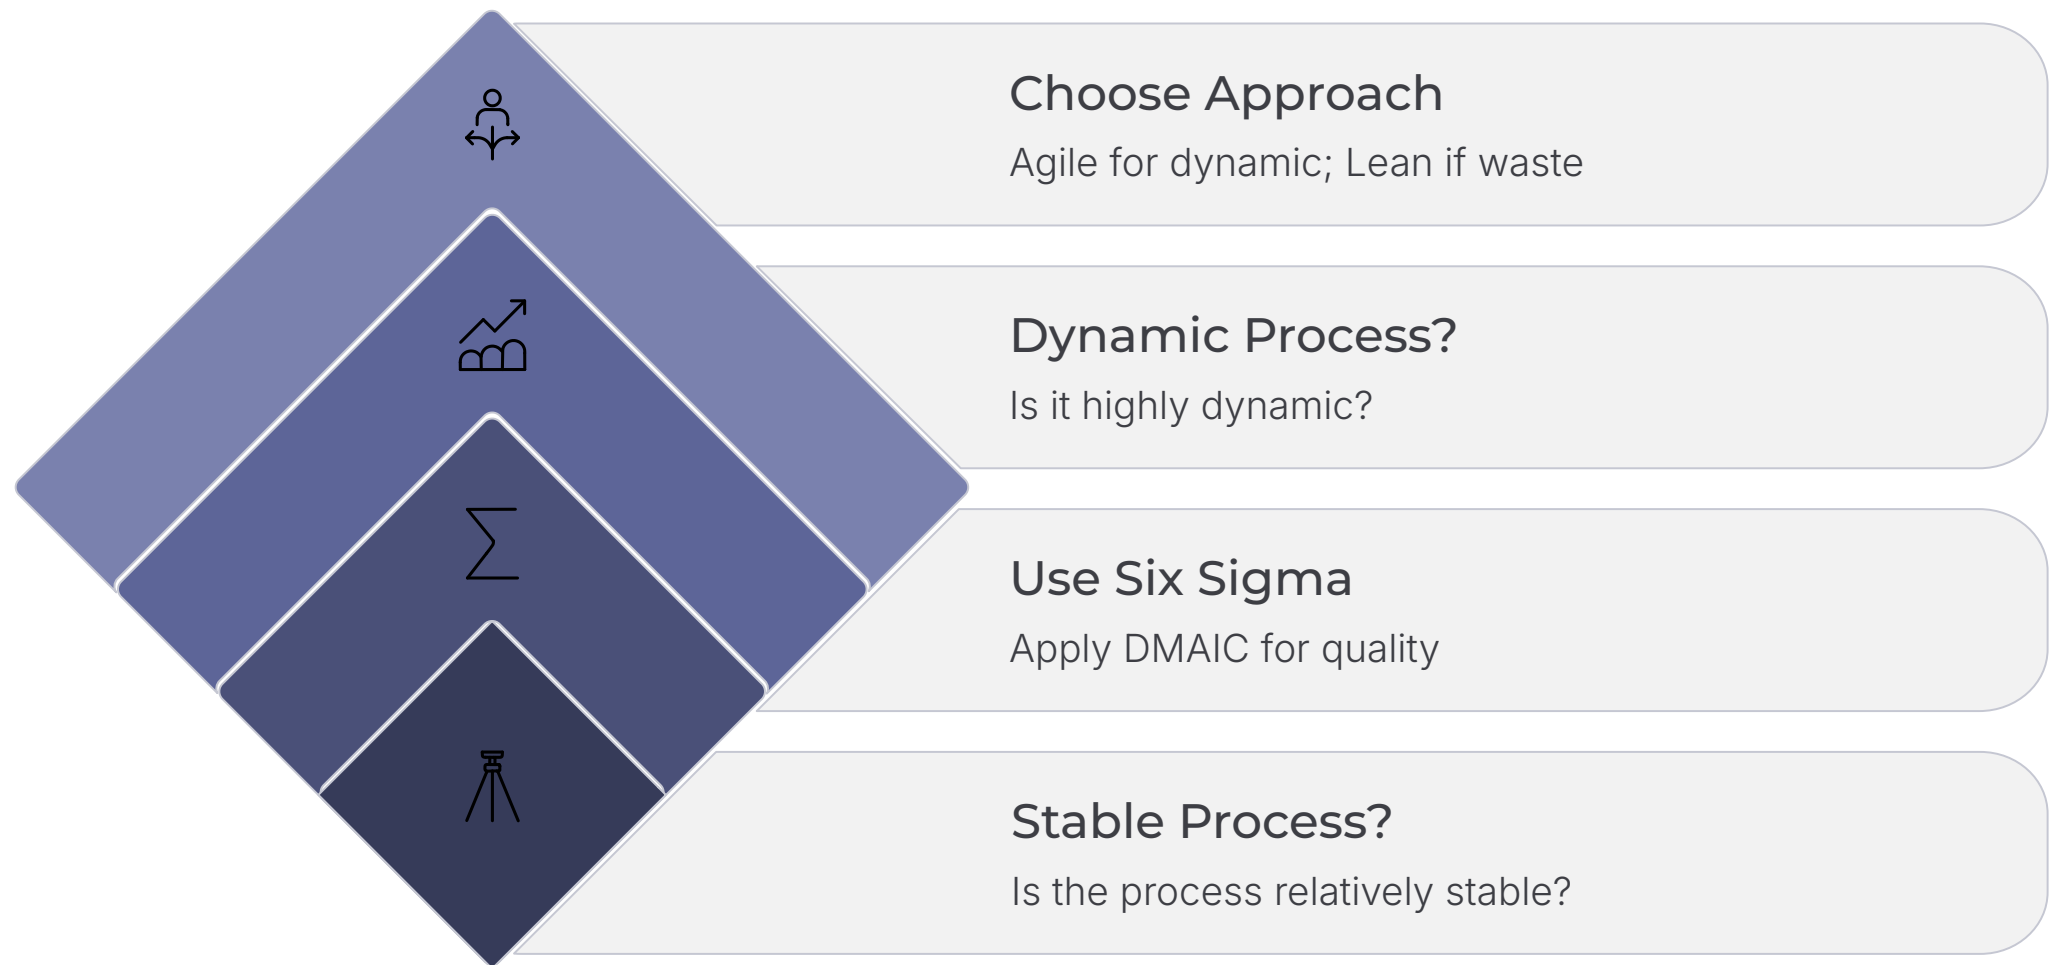 Choose Approach
Agile for dynamic; Lean if waste
Dynamic Process?
Is it highly dynamic?
Use Six Sigma
Apply DMAIC for quality
Stable Process?
Is the process relatively stable?